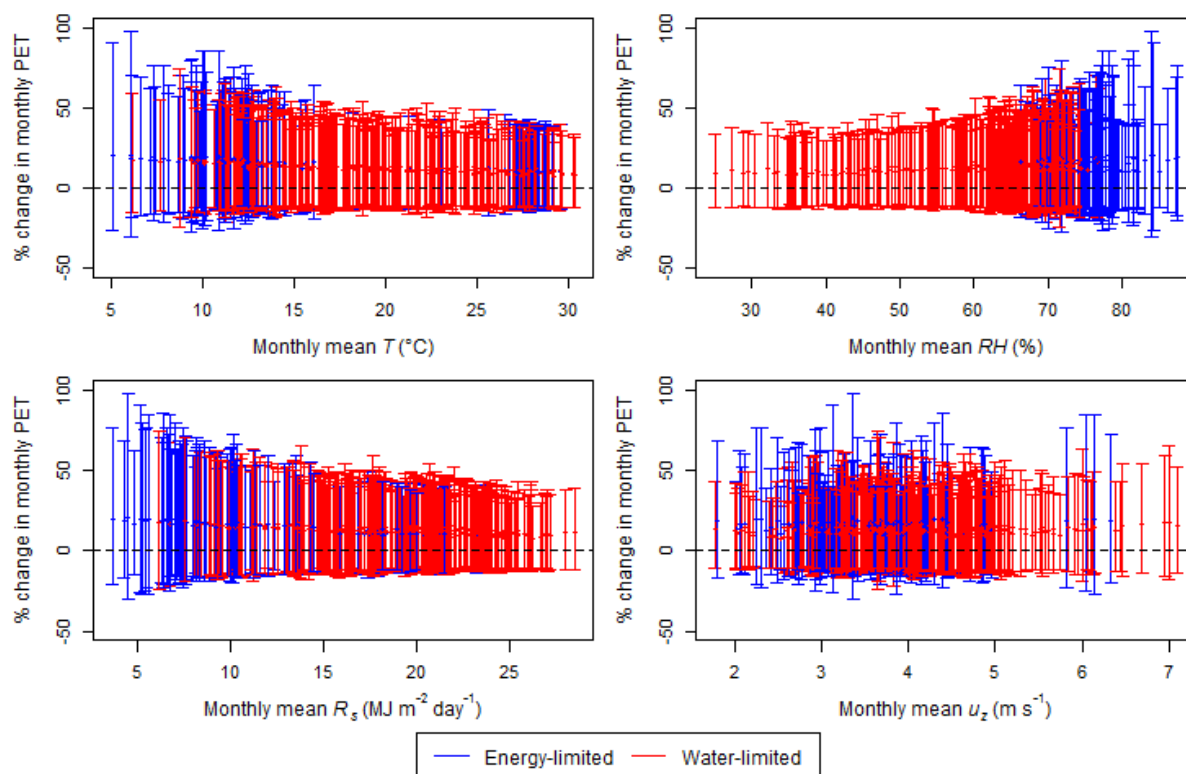 % change in monthly PET
100
50
0
-50
5 10 15 20 25 30
Monthly mean T (°C)
% change in monthly PET
100
50
0
-50
30 40 50 60 70 80
Monthly mean RH (%)
% change in monthly PET
100
50
0
-50
5 10 15 20 25
Monthly mean Rs (MJ m⁻² day⁻¹)
% change in monthly PET
100
50
0
-50
2 3 4 5 6 7
Monthly mean uz (m s⁻¹)
Energy-limited Water-limited